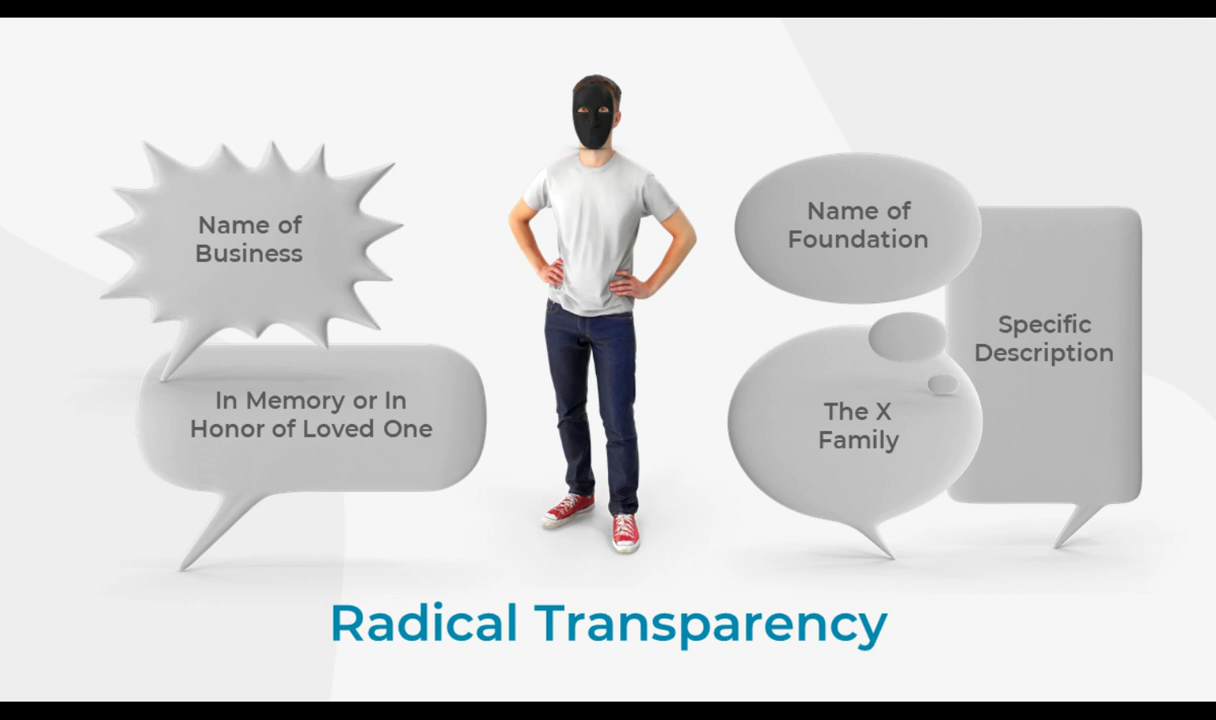 Name of
Business
In Memory or In
Honor of Loved One
Name of
Foundation
Specific
Description
The X
Family
Radical Transparency